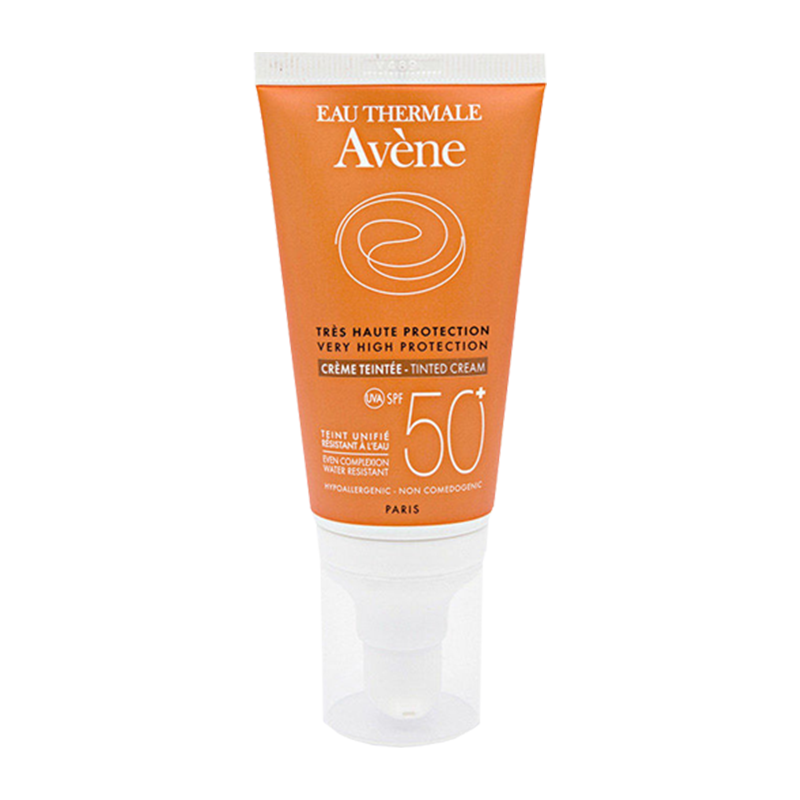 EAU THERMALE
Avène
TRÈS HAUTE PROTECTION
VERY HIGH PROTECTION
CRÈME TEINTÉE - TINTED CREAM
UVA SPF 50+
TEINT UNIFIÉ
RÉSISTANT À L'EAU
EVEN COMPLEXION
WATER RESISTANT
HYPOALLERGENIC - NON COMEDOGENIC
PARIS